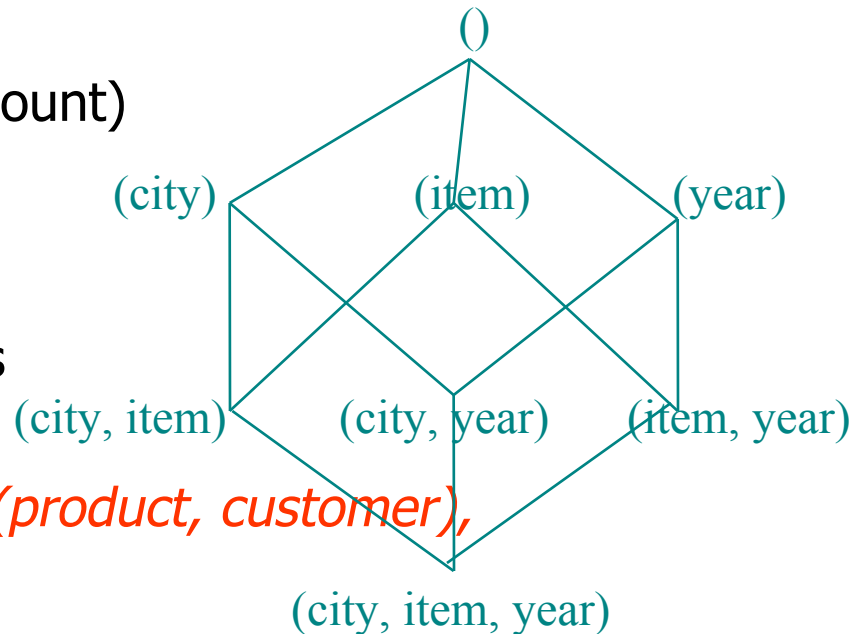 ()
ount)
(city) (item) (year)
s
(city, item) (city, year) (item, year)
(product, customer),
(city, item, year)